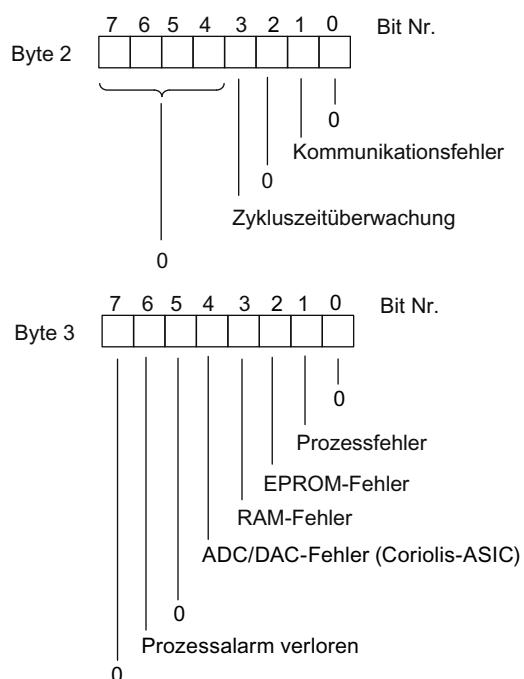 7 6 5 4 3 2 1 0 Bit Nr.
Byte 2
0
Kommunikationsfehler
0
Zykluszeitüberwachung
0
7 6 5 4 3 2 1 0 Bit Nr.
Byte 3
0
Prozessfehler
EPROM-Fehler
RAM-Fehler
ADC/DAC-Fehler (Coriolis-ASIC)
0
Prozessalarm verloren
0